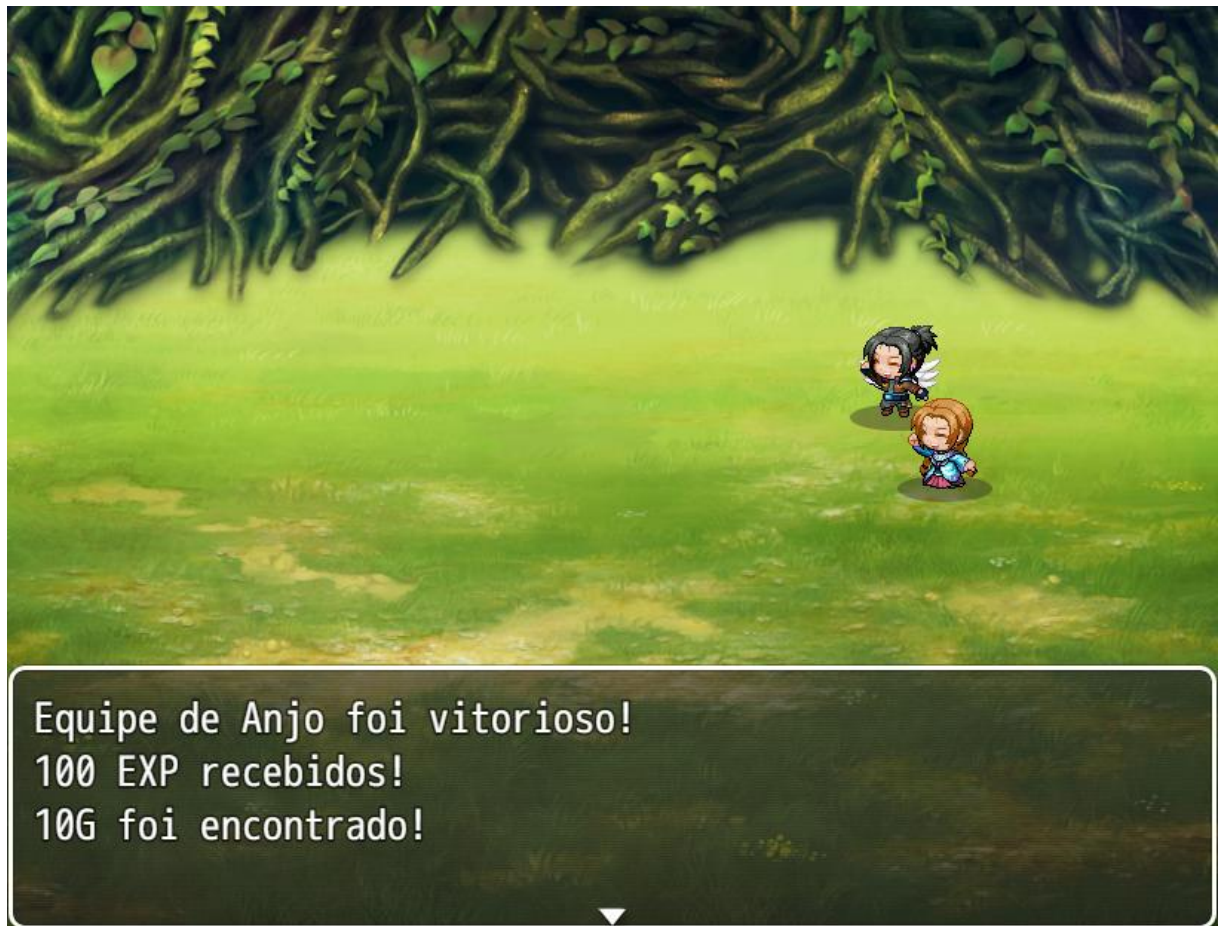 Equipe de Anjo foi vitorioso!
100 EXP recebidos!
10G foi encontrado!